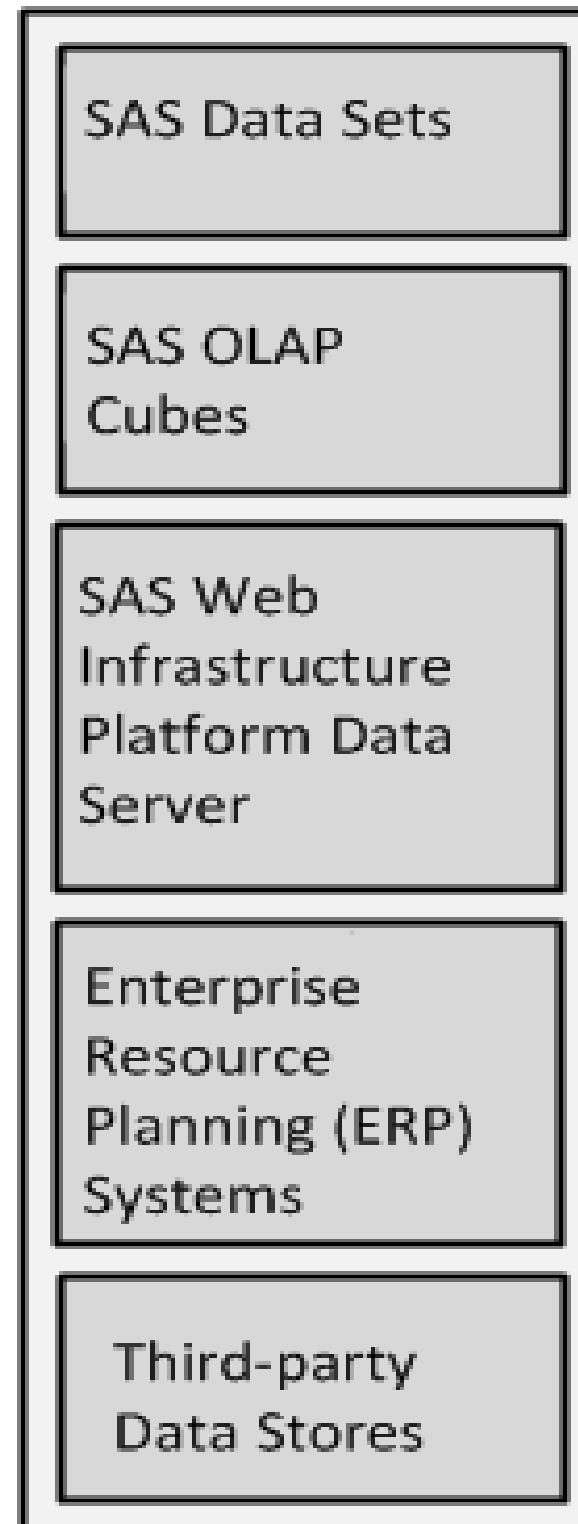 SAS Data Sets
SAS OLAP
Cubes
SAS Web
Infrastructure
Platform Data
Server
Enterprise
Resource
Planning (ERP)
Systems
Third-party
Data Stores